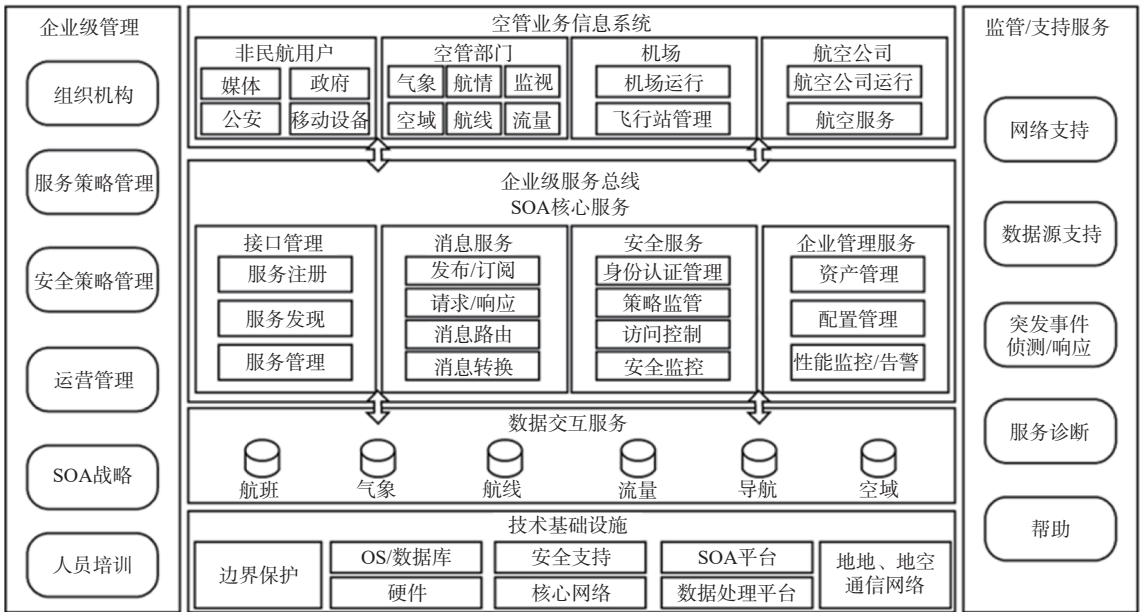 企业级管理
组织机构
服务策略管理
安全策略管理
运营管理
SOA战略
人员培训
空管业务信息系统
非民航用户
媒体
政府
公安
移动设备
空管部门
气象
航情
监视
空域
航线
流量
机场
机场运行
飞行站管理
航空公司
航空公司运行
航空服务
企业级服务总线
SOA核心服务
接口管理
服务注册
服务发现
服务管理
消息服务
发布/订阅
请求/响应
消息路由
消息转换
安全服务
身份认证管理
策略监管
访问控制
安全监控
企业管理服务
资产管理
配置管理
性能监控/告警
数据交互服务
航班
气象
航线
流量
导航
空域
技术基础设施
边界保护
OS/数据库
硬件
安全支持
核心网络
SOA平台
数据处理平台
地地、地空
通信网络
监管/支持服务
网络支持
数据源支持
突发事件
侦测/响应
服务诊断
帮助